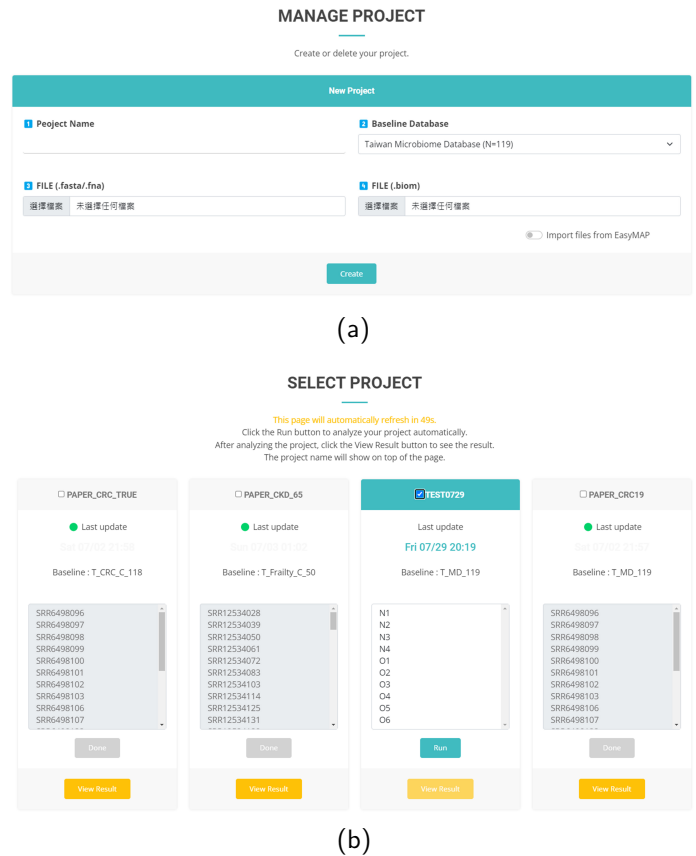 MANAGE PROJECT
Create or delete your project.
New Project
1 Peoject Name
2 Baseline Database
Taiwan Microbiome Database (N=119)
3 FILE (.fasta/.fna)
4 FILE (.biom)
選擇檔案 未選擇任何檔案
選擇檔案 未選擇任何檔案
Import files from EasyMAP
Create
(a)
SELECT PROJECT
This page will automatically refresh in 49s.
Click the Run button to analyze your project automatically.
After analyzing the project, click the View Result button to see the result.
The project name will show on top of the page.
PAPER_CRC_TRUE
Last update
Baseline : T_CRC_C_118
SRR6498096
SRR6498097
SRR6498098
SRR6498099
SRR6498100
SRR6498101
SRR6498102
SRR6498103
SRR6498106
SRR6498107
Done
View Result
PAPER_CKD_65
Last update
Baseline : T_Frailty_C_50
SRR12534028
SRR12534039
SRR12534050
SRR12534061
SRR12534072
SRR12534083
SRR12534103
SRR12534114
SRR12534125
SRR12534131
Done
View Result
TEST0729
Last update
Fri 07/29 20:19
Baseline : T_MD_119
N1
N2
N3
N4
O1
O2
O3
O4
O5
O6
Run
View Result
PAPER_CRC19
Last update
Baseline : T_MD_119
SRR6498096
SRR6498097
SRR6498098
SRR6498099
SRR6498100
SRR6498101
SRR6498102
SRR6498103
SRR6498106
SRR6498107
Done
View Result
(b)